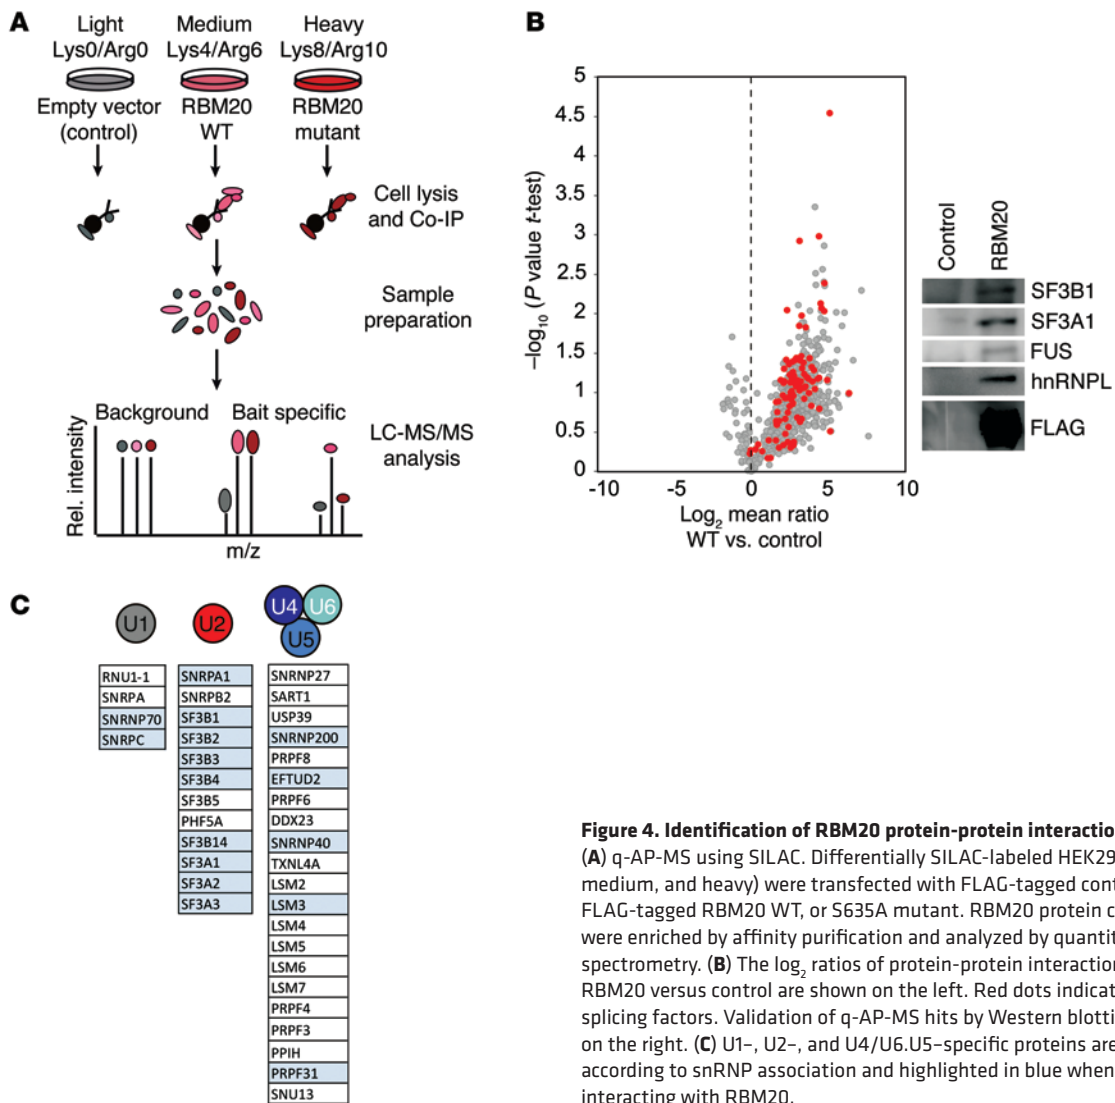 A
Light Medium Heavy
Lys0/Arg0 Lys4/Arg6 Lys8/Arg10
Empty vector RBM20 RBM20
(control) WT mutant
Cell lysis
and Co-IP
Sample
preparation
Background Bait specific
LC-MS/MS
analysis
Rel. intensity
m/z
B
5
4.5
4
3.5
3
2.5
2
1.5
1
0.5
0
–log10 (P value t-test)
-10 -5 0 5 10
Log2 mean ratio
WT vs. control
Control RBM20
SF3B1
SF3A1
FUS
hnRNPL
FLAG
C
U1
U2
U4 U6
U5
RNU1-1
SNRPA
SNRNP70
SNRPC
SNRPA1
SNRPB2
SF3B1
SF3B2
SF3B3
SF3B4
SF3B5
PHF5A
SF3B14
SF3A1
SF3A2
SF3A3
SNRNP27
SART1
USP39
SNRNP200
PRPF8
EFTUD2
PRPF6
DDX23
SNRNP40
TXNL4A
LSM2
LSM3
LSM4
LSM5
LSM6
LSM7
PRPF4
PRPF3
PPIH
PRPF31
SNU13
Figure 4. Identification of RBM20 protein-protein interaction
(A) q-AP-MS using SILAC. Differentially SILAC-labeled HEK29
medium, and heavy) were transfected with FLAG-tagged cont
FLAG-tagged RBM20 WT, or S635A mutant. RBM20 protein c
were enriched by affinity purification and analyzed by quantit
spectrometry. (B) The log2 ratios of protein-protein interaction
RBM20 versus control are shown on the left. Red dots indicat
splicing factors. Validation of q-AP-MS hits by Western blotti
on the right. (C) U1–, U2–, and U4/U6.U5–specific proteins are
according to snRNP association and highlighted in blue when
interacting with RBM20.